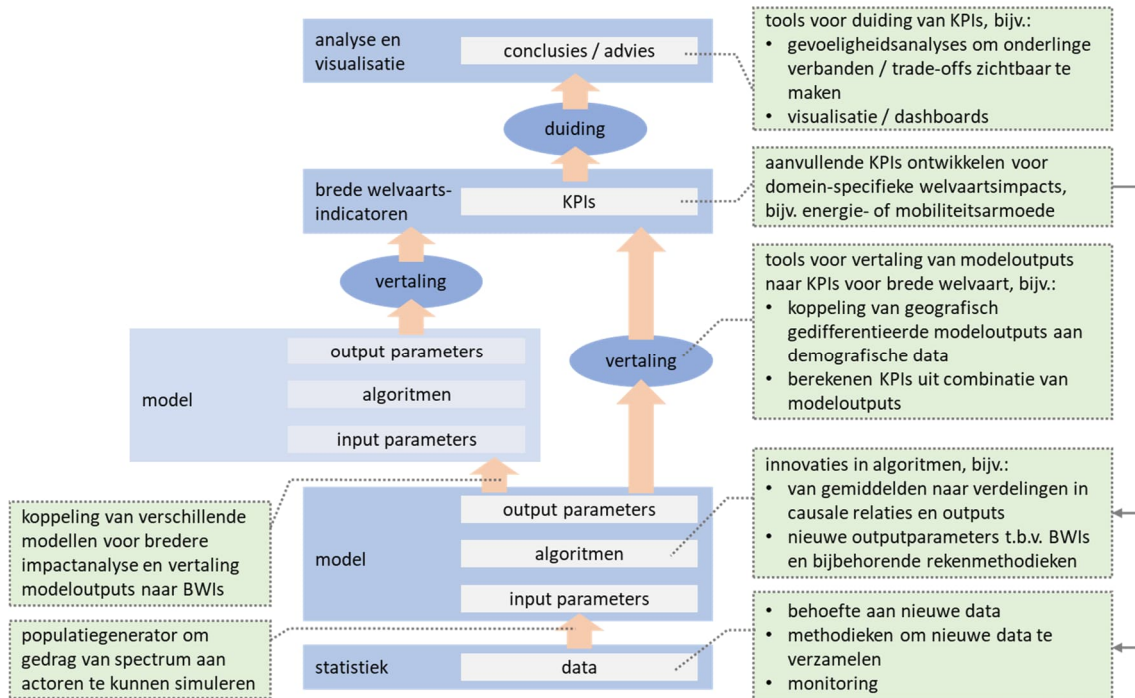 analyse en
visualisatie
conclusies / advies
tools voor duiding van KPIs, bijv.:
• gevoeligheidsanalyses om onderlinge
verbanden / trade-offs zichtbaar te
maken
• visualisatie / dashboards
duiding
brede welvaarts-
indicatoren
KPIs
aanvullende KPIs ontwikkelen voor
domein-specifieke welvaartsimpacts,
bijv. energie- of mobiliteitsarmoede
vertaling
tools voor vertaling van modeloutputs
naar KPIs voor brede welvaart, bijv.:
• koppeling van geografisch
gedifferentieerde modeloutputs aan
demografische data
• berekenen KPIs uit combinatie van
modeloutputs
vertaling
model
output parameters
algoritmen
input parameters
koppeling van verschillende
modellen voor bredere
impactanalyse en vertaling
modeloutputs naar BWIs
model
output parameters
algoritmen
input parameters
innovaties in algoritmen, bijv.:
• van gemiddelden naar verdelingen in
causale relaties en outputs
• nieuwe outputparameters t.b.v. BWIs
en bijbehorende rekenmethodieken
populatiegenerator om
gedrag van spectrum aan
actoren te kunnen simuleren
statistiek
data
• behoefte aan nieuwe data
• methodieken om nieuwe data te
verzamelen
• monitoring